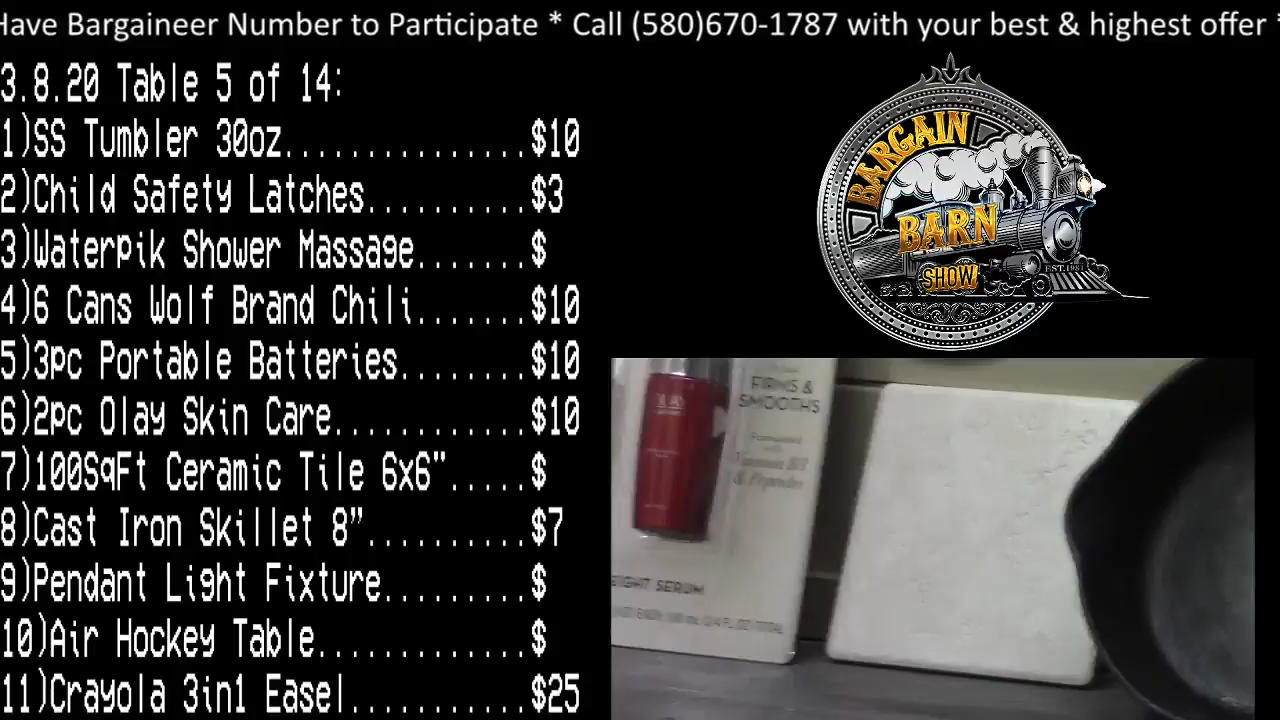 Have Bargaineer Number to Participate * Call (580)670-1787 with your best & highest offer *
3.8.20 Table 5 of 14:
1)SS Tumbler 30oz...............$10
2)Child Safety Latches..........$3
3)Waterpik Shower Massage.......$
4)6 Cans Wolf Brand Chili.......$10
5)3pc Portable Batteries........$10
6)2pc Olay Skin Care............$10
7)100SqFt Ceramic Tile 6x6".....$
8)Cast Iron Skillet 8"..........$7
9)Pendant Light Fixture.........$
10)Air Hockey Table.............$
11)Crayola 3in1 Easel...........$25
BARGAIN
BARN
SHOW
EST.1981
FIRMS &
SMOOTHS
SERUM